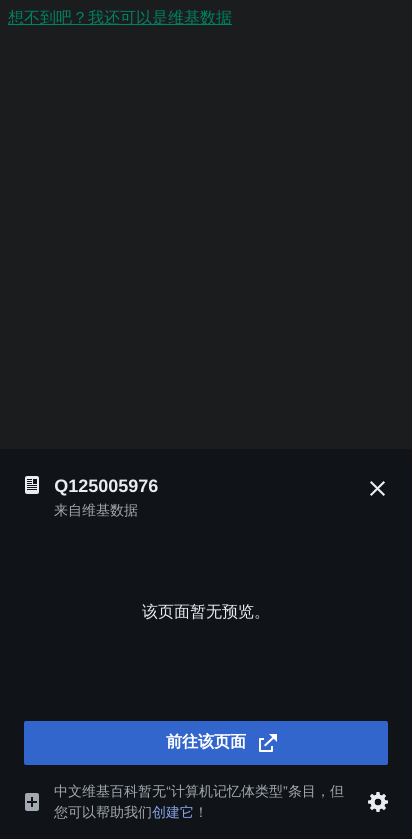 想不到吧？我还可以是维基数据
Q125005976
来自维基数据
该页面暂无预览。
前往该页面
中文维基百科暂无“计算机记忆体类型”条目，但
您可以帮助我们创建它！